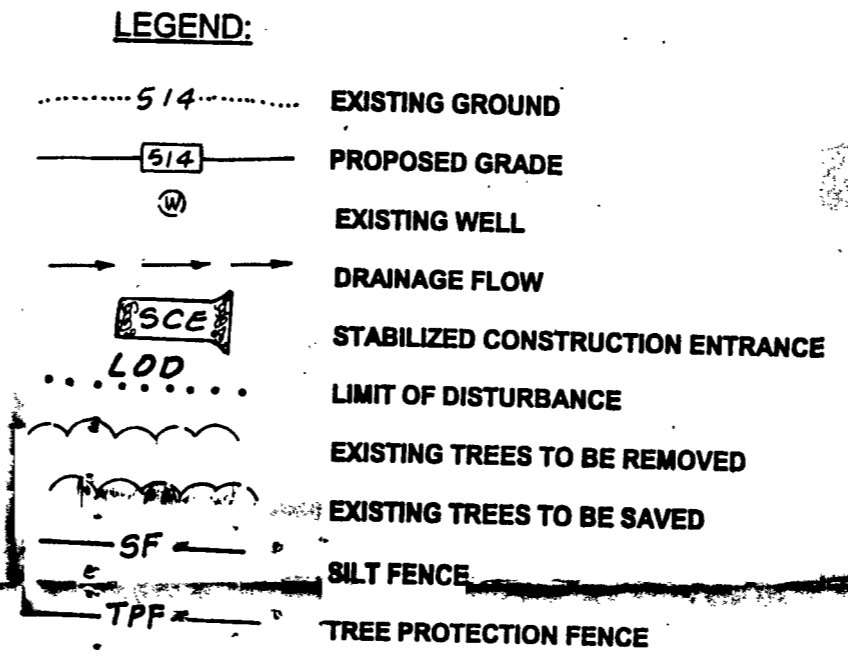 LEGEND:
514 EXISTING GROUND
514 PROPOSED GRADE
W EXISTING WELL
DRAINAGE FLOW
SCE STABILIZED CONSTRUCTION ENTRANCE
LOD LIMIT OF DISTURBANCE
EXISTING TREES TO BE REMOVED
EXISTING TREES TO BE SAVED
SF SILT FENCE
TPF TREE PROTECTION FENCE